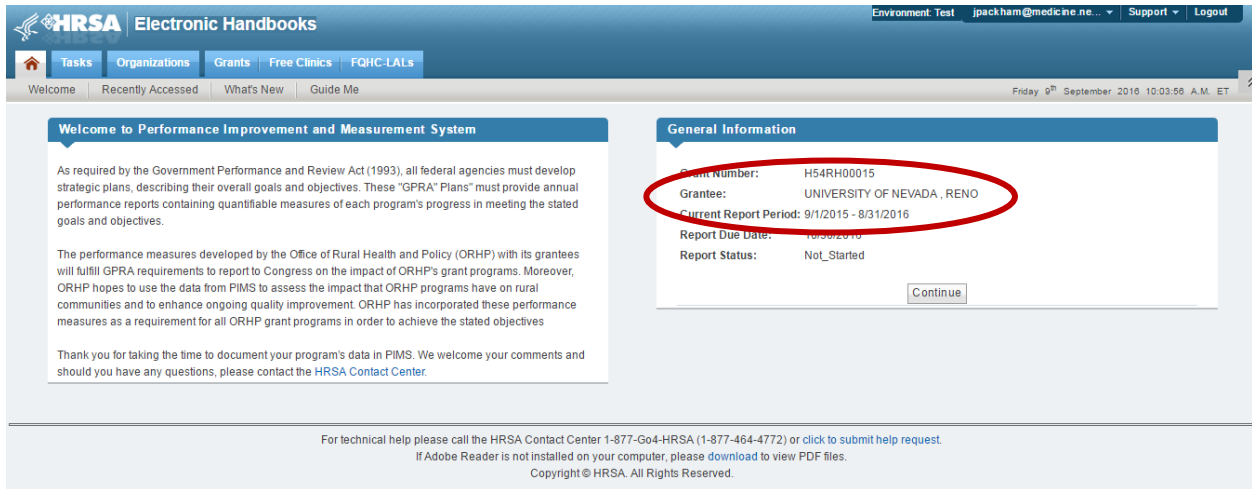 HRSA Electronic Handbooks
Environment: Test jpackham@medicine.ne... Support Logout
Tasks Organizations Grants Free Clinics FQHC-LALs
Welcome Recently Accessed What's New Guide Me
Friday 9th September 2016 10:03:56 A.M. ET
Welcome to Performance Improvement and Measurement System
As required by the Government Performance and Review Act (1993), all federal agencies must develop
strategic plans, describing their overall goals and objectives. These "GPRA" Plans" must provide annual
performance reports containing quantifiable measures of each program's progress in meeting the stated
goals and objectives.
The performance measures developed by the Office of Rural Health and Policy (ORHP) with its grantees
will fulfill GPRA requirements to report to Congress on the impact of ORHP's grant programs. Moreover,
ORHP hopes to use the data from PIMS to assess the impact that ORHP programs have on rural
communities and to enhance ongoing quality improvement. ORHP has incorporated these performance
measures as a requirement for all ORHP grant programs in order to achieve the stated objectives
Thank you for taking the time to document your program's data in PIMS. We welcome your comments and
should you have any questions, please contact the HRSA Contact Center.
General Information
Grant Number: H54RH00015
Grantee: UNIVERSITY OF NEVADA , RENO
Current Report Period: 9/1/2015 - 8/31/2016
Report Due Date:
Report Status: Not_Started
Continue
For technical help please call the HRSA Contact Center 1-877-Go4-HRSA (1-877-464-4772) or click to submit help request.
If Adobe Reader is not installed on your computer, please download to view PDF files.
Copyright © HRSA. All Rights Reserved.